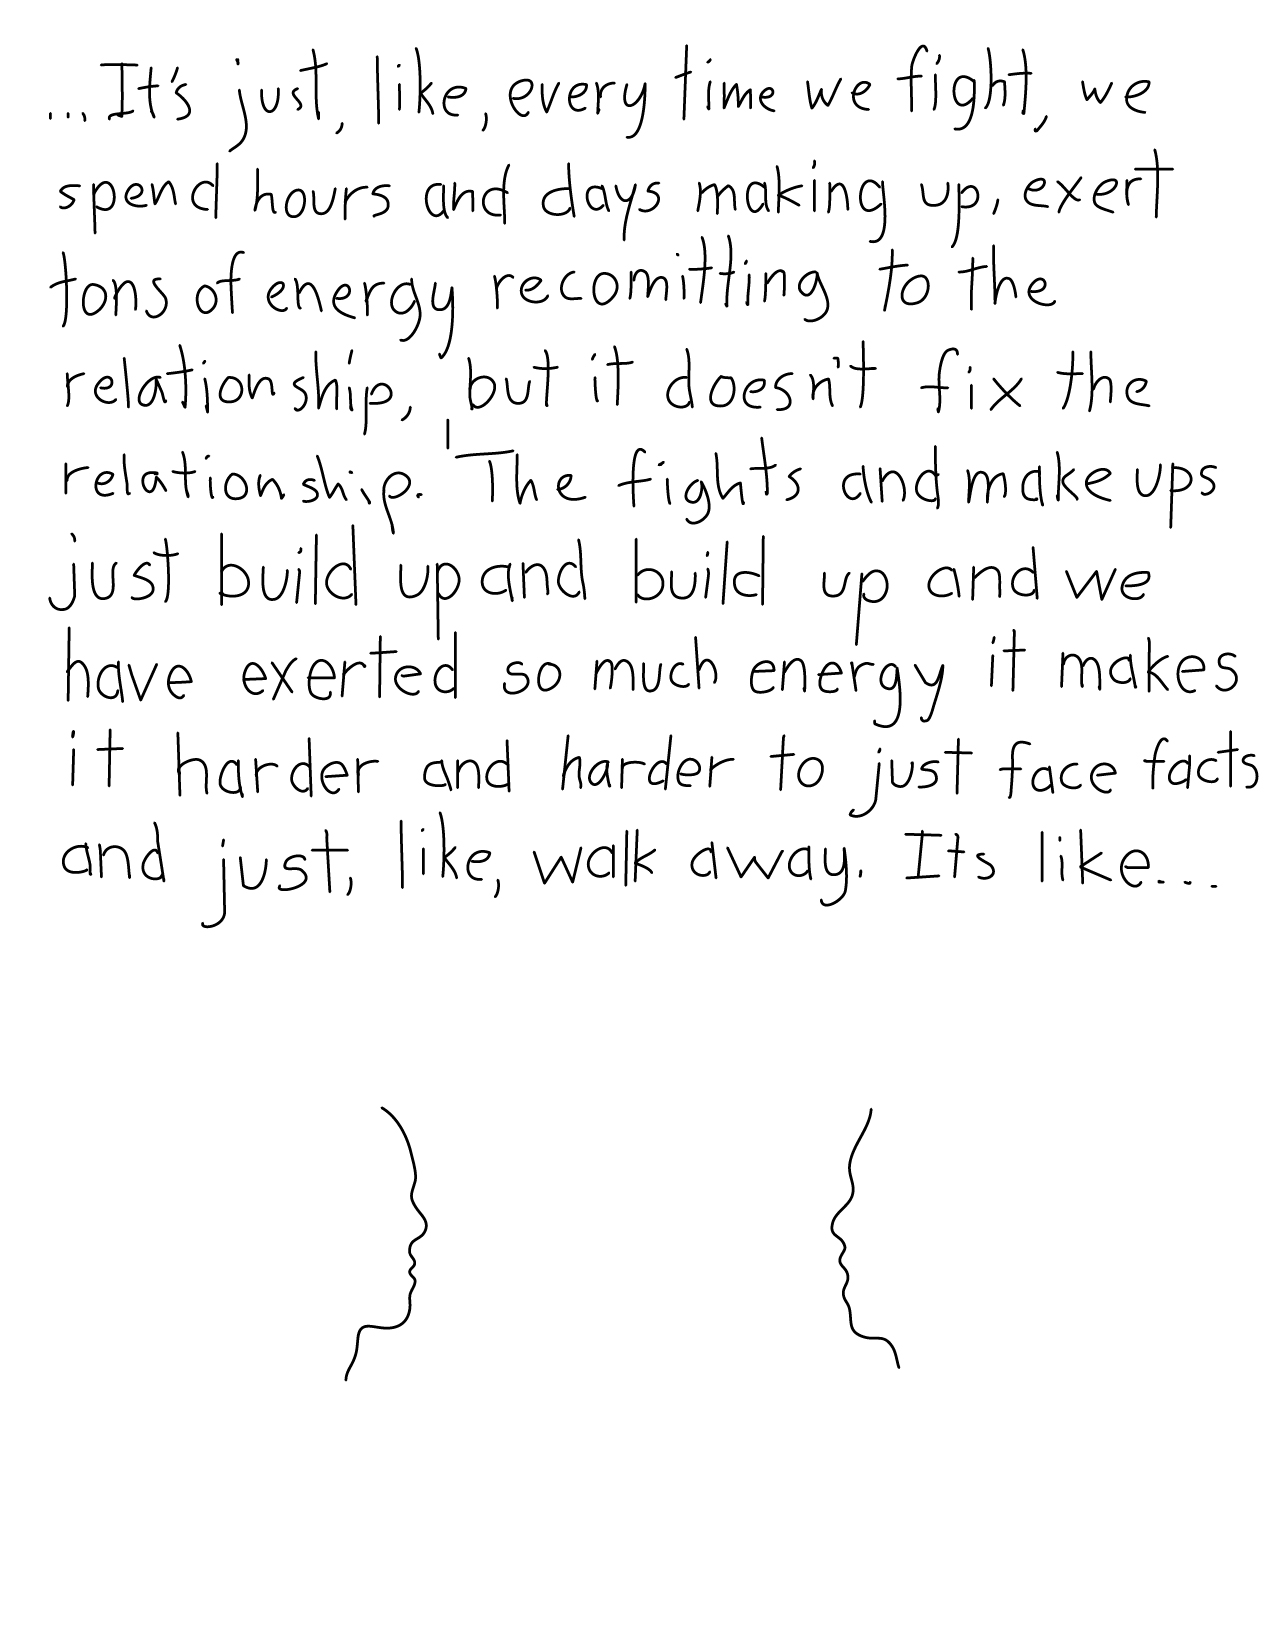 ...It's just, like, every time we fight, we
spend hours and days making up, exert
tons of energy recomitting to the
relationship, but it doesn't fix the
relationship. The fights and make ups
just build up and build up and we
have exerted so much energy it makes
it harder and harder to just face facts
and just, like, walk away. Its like...